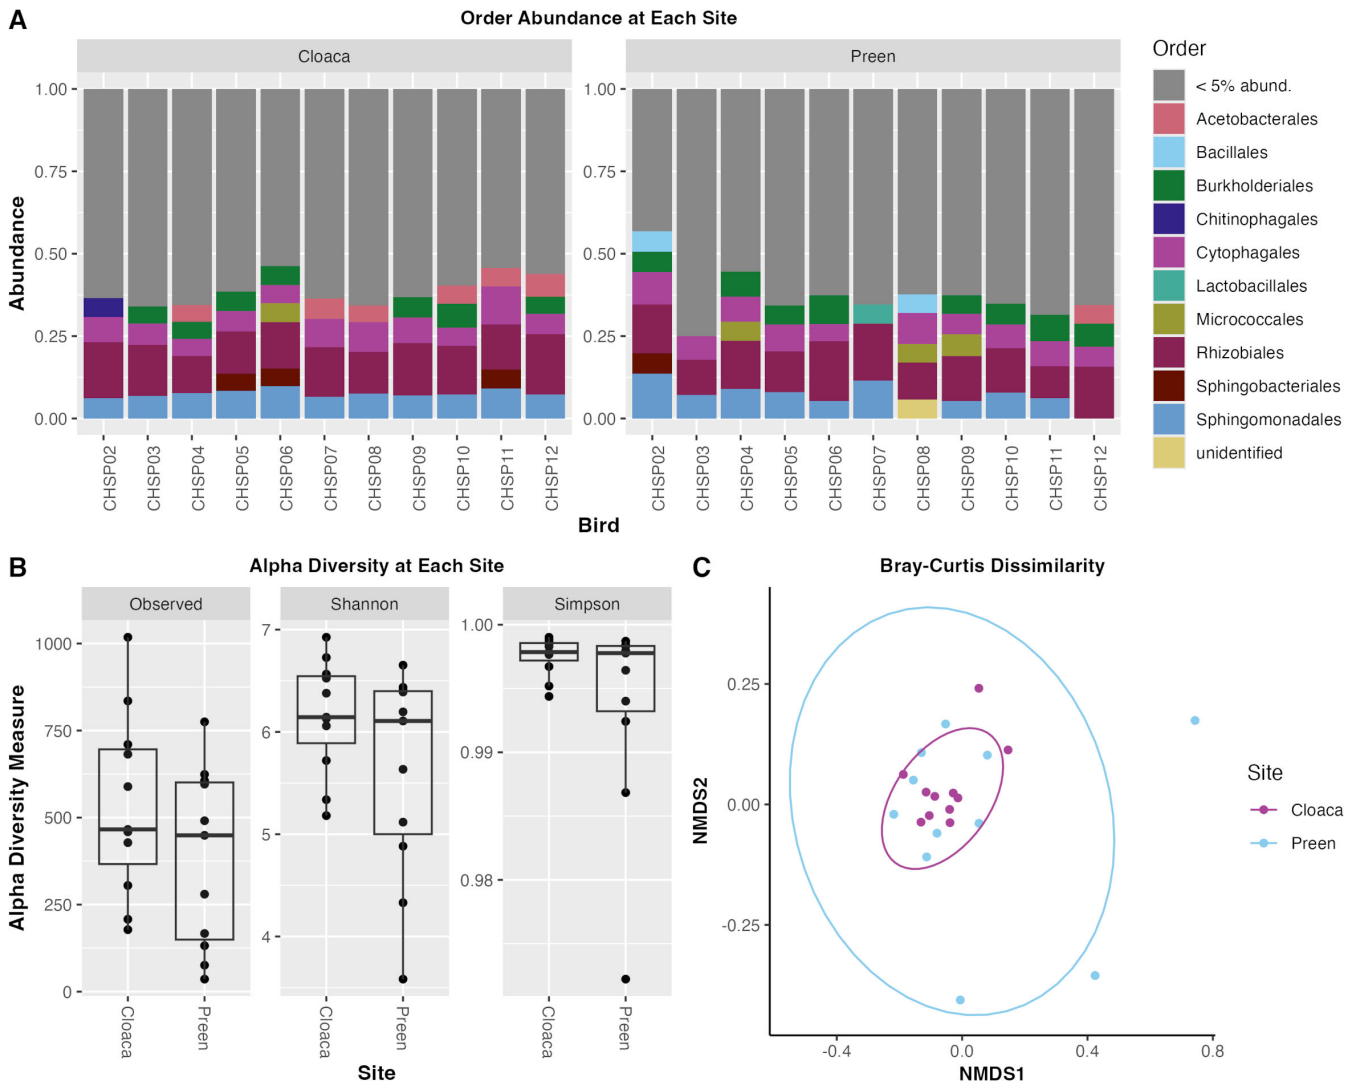 A
Order Abundance at Each Site
Cloaca
Preen
Abundance
1.00
0.75
0.50
0.25
0.00
1.00
0.75
0.50
0.25
0.00
CHSP02
CHSP03
CHSP04
CHSP05
CHSP06
CHSP07
CHSP08
CHSP09
CHSP10
CHSP11
CHSP12
CHSP02
CHSP03
CHSP04
CHSP05
CHSP06
CHSP07
CHSP08
CHSP09
CHSP10
CHSP11
CHSP12
Bird
Order
< 5% abund.
Acetobacterales
Bacillales
Burkholderiales
Chitinophagales
Cytophagales
Lactobacillales
Micrococcales
Rhizobiales
Sphingobacteriales
Sphingomonadales
unidentified
B
Alpha Diversity at Each Site
Observed
Shannon
Simpson
Alpha Diversity Measure
1000
750
500
250
0
7
6
5
4
1.00
0.99
0.98
Cloaca
Preen
Cloaca
Preen
Cloaca
Preen
Site
C
Bray-Curtis Dissimilarity
NMDS2
0.25
0.00
-0.25
-0.4
0.0
0.4
0.8
NMDS1
Site
Cloaca
Preen